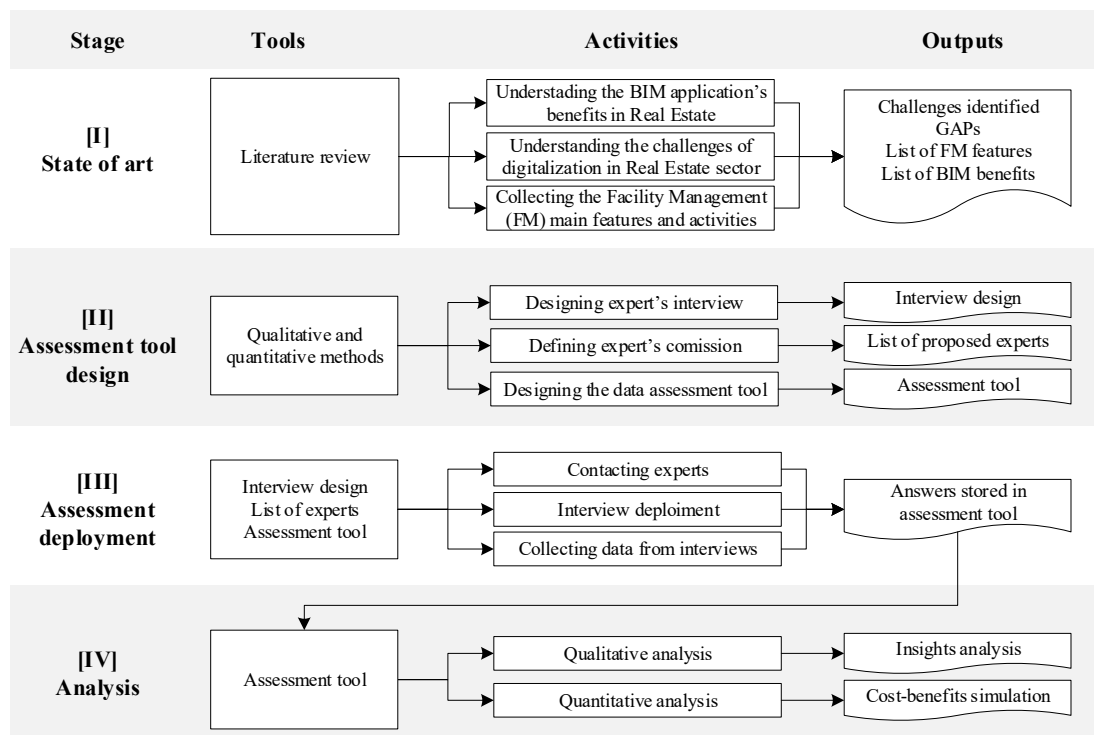 Stage
Tools
Activities
Outputs
[I]
State of art
Literature review
Understading the BIM application’s
benefits in Real Estate
Understanding the challenges of
digitalization in Real Estate sector
Collecting the Facility Management
(FM) main features and activities
Challenges identified
GAPs
List of FM features
List of BIM benefits
[II]
Assessment tool
design
Qualitative and
quantitative methods
Designing expert’s interview
Defining expert’s comission
Designing the data assessment tool
Interview design
List of proposed experts
Assessment tool
[III]
Assessment
deployment
Interview design
List of experts
Assessment tool
Contacting experts
Interview deploiment
Collecting data from interviews
Answers stored in
assessment tool
[IV]
Analysis
Assessment tool
Qualitative analysis
Quantitative analysis
Insights analysis
Cost-benefits simulation